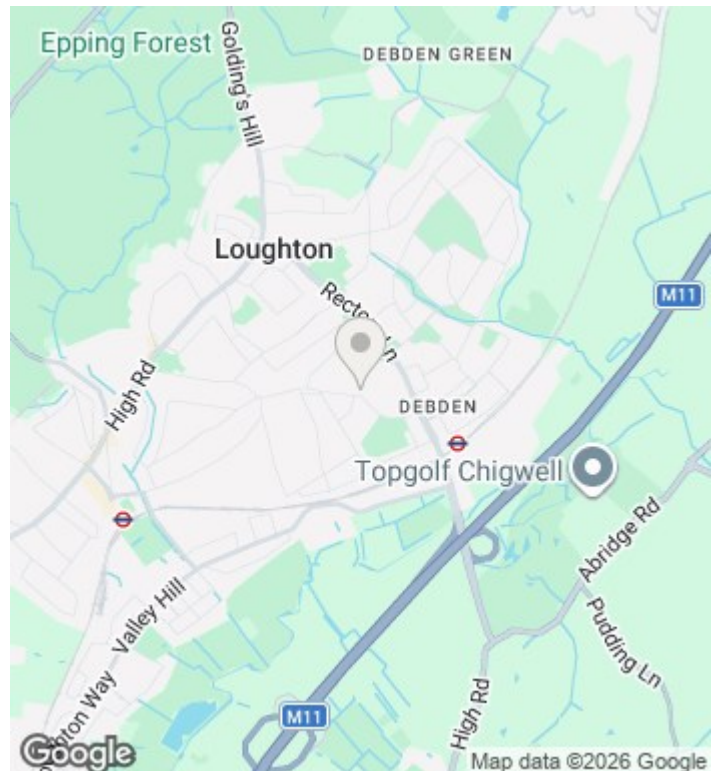 Epping Forest
Golding's Hill
DEBDEN GREEN
Loughton
M11
High Rd
DEBDEN
Topgolf Chigwell
Abridge Rd
Valley Hill
Pudding Ln
High Rd
M11
Way
Google
Map data ©2026 Google